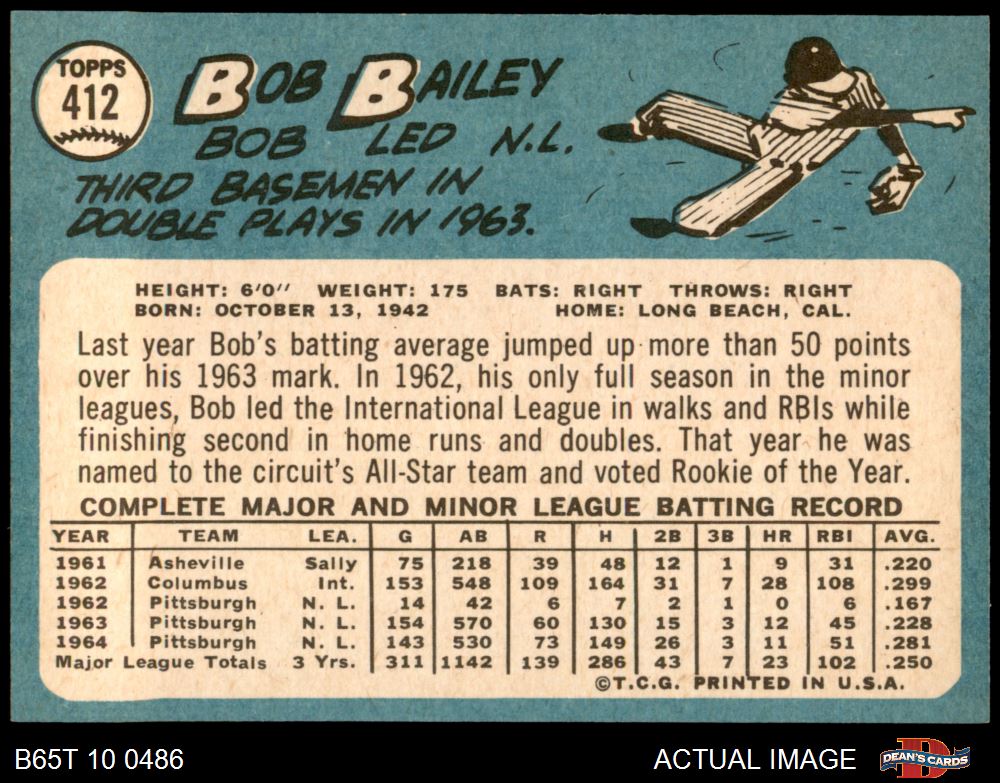 TOPPS
412
BOB BAILEY
BOB LED N.L.
THIRD BASEMEN IN
DOUBLE PLAYS IN 1963.
HEIGHT: 6'0" WEIGHT: 175 BATS: RIGHT THROWS: RIGHT
BORN: OCTOBER 13, 1942 HOME: LONG BEACH, CAL.
Last year Bob's batting average jumped up more than 50 points
over his 1963 mark. In 1962, his only full season in the minor
leagues, Bob led the International League in walks and RBIs while
finishing second in home runs and doubles. That year he was
named to the circuit's All-Star team and voted Rookie of the Year.
COMPLETE MAJOR AND MINOR LEAGUE BATTING RECORD
YEAR TEAM LEA. G AB R H 2B 3B HR RBI AVG.
1961 Asheville Sally 75 218 39 48 12 1 9 31 .220
1962 Columbus Int. 153 548 109 164 31 7 28 108 .299
1962 Pittsburgh N. L. 14 42 6 7 2 1 0 6 .167
1963 Pittsburgh N. L. 154 570 60 130 15 3 12 45 .228
1964 Pittsburgh N. L. 143 530 73 149 26 3 11 51 .281
Major League Totals 3 Yrs. 311 1142 139 286 43 7 23 102 .250
©T.C.G. PRINTED IN U.S.A.
B65T 10 0486 ACTUAL IMAGE DEAN'S CARDS